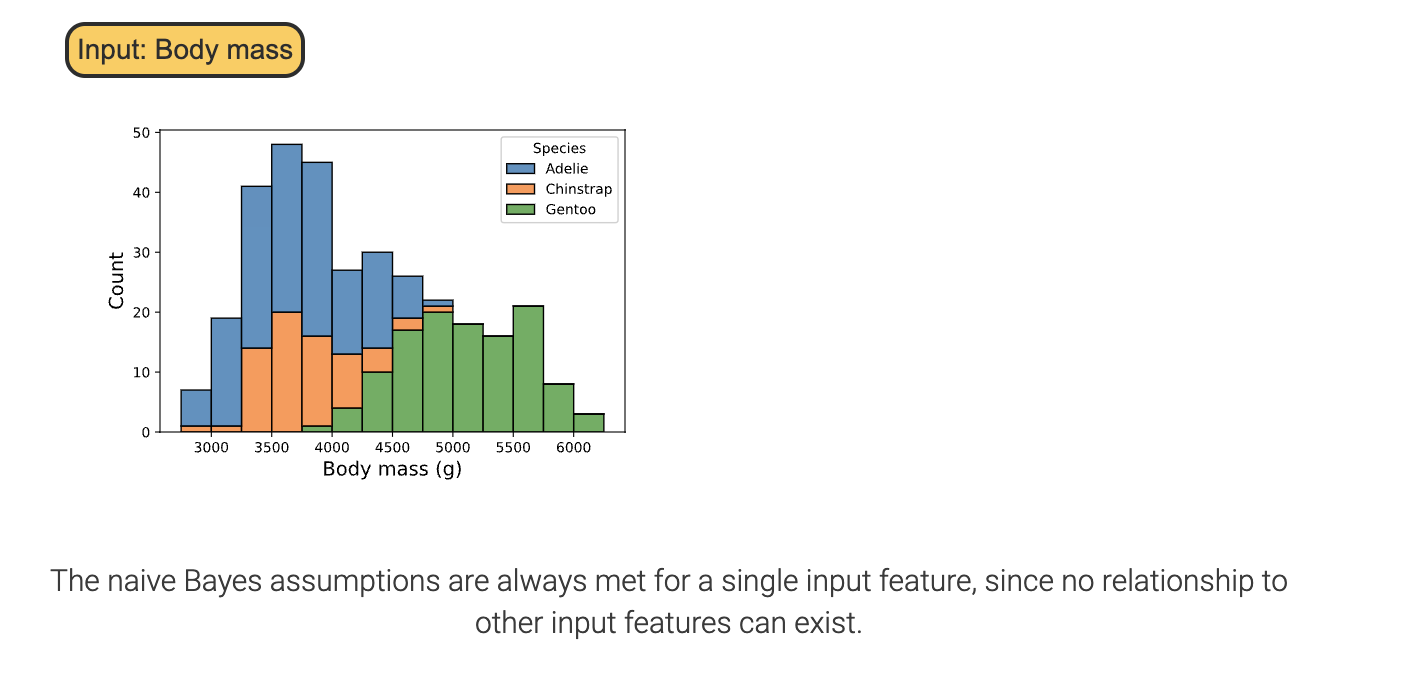 Input: Body mass
50
40
30
20
10
0
Count
Species
Adelie
Chinstrap
Gentoo
3000 3500 4000 4500 5000 5500 6000
Body mass (g)
The naive Bayes assumptions are always met for a single input feature, since no relationship to
other input features can exist.